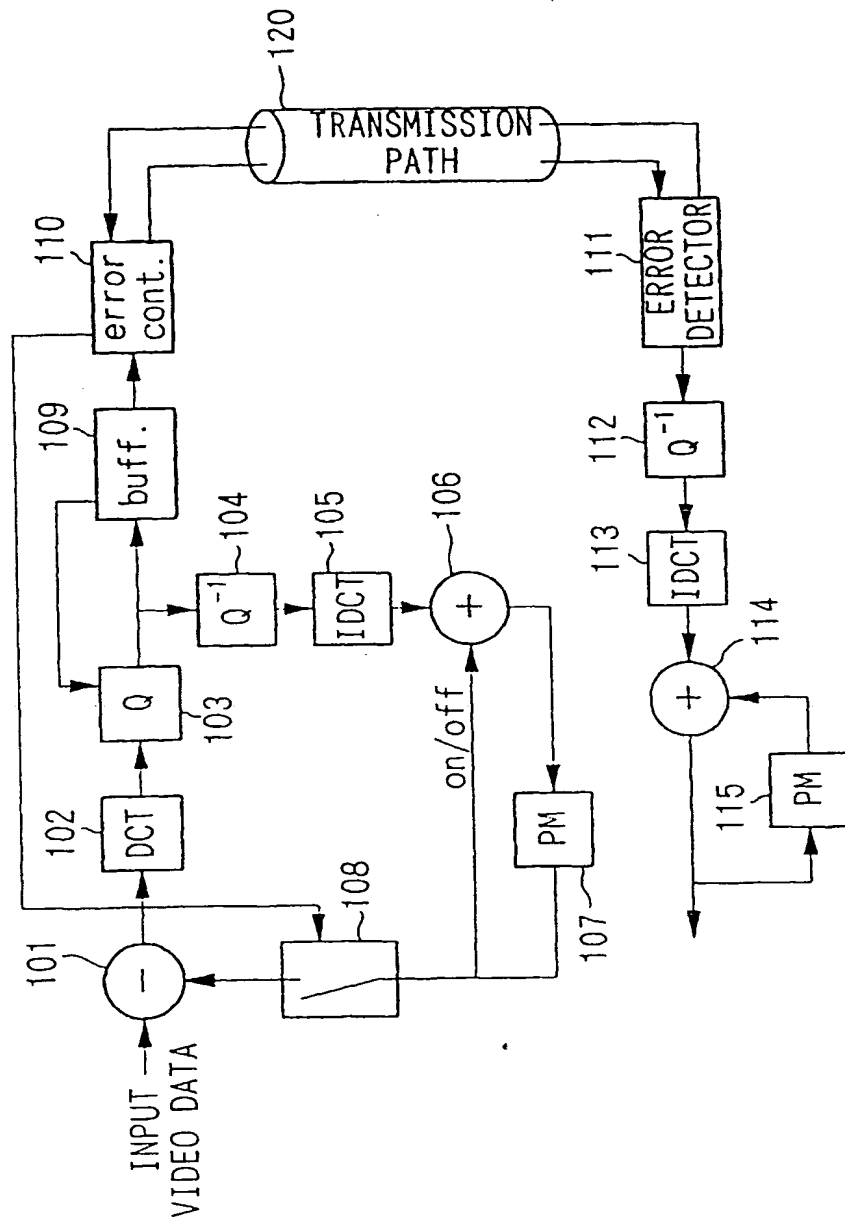 INPUT
VIDEO DATA
101
-
102
DCT
103
Q
104
Q⁻¹
105
IDCT
106
+
on/off
107
PM
108
109
buff.
110
error
cont.
120
TRANSMISSION
PATH
111
ERROR
DETECTOR
112
Q⁻¹
113
IDCT
114
+
115
PM